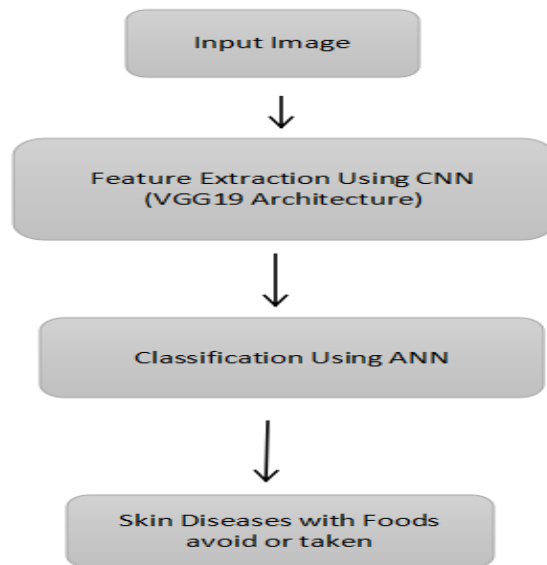 Input Image
Feature Extraction Using CNN
(VGG19 Architecture)
Classification Using ANN
Skin Diseases with Foods
avoid or taken